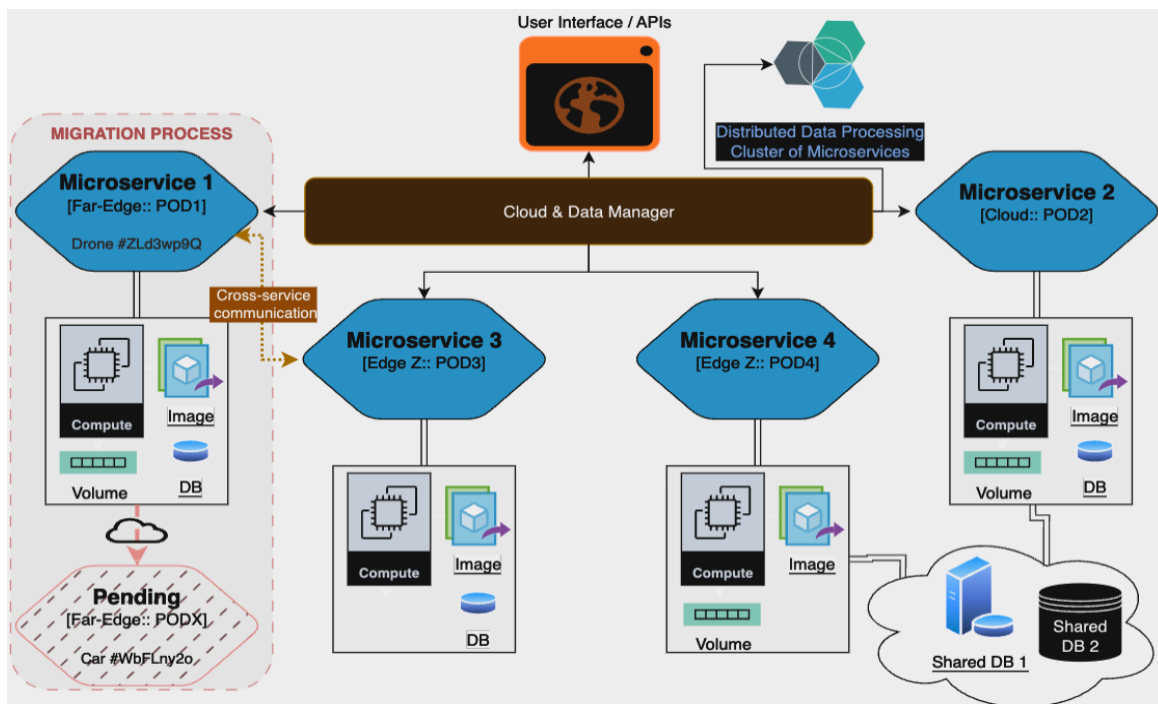 User Interface / APIs
Distributed Data Processing
Cluster of Microservices
MIGRATION PROCESS
Microservice 1
[Far-Edge:: POD1]
Drone #ZLd3wp9Q
Cloud & Data Manager
Microservice 2
[Cloud:: POD2]
Cross-service
communication
Microservice 3
[Edge Z:: POD3]
Microservice 4
[Edge Z:: POD4]
Compute
Image
Volume
DB
Compute
Image
Volume
DB
Compute
Image
DB
Compute
Image
Volume
Pending
[Far-Edge:: PODX]
Car #WbFLny2o
Shared DB 1
Shared
DB 2